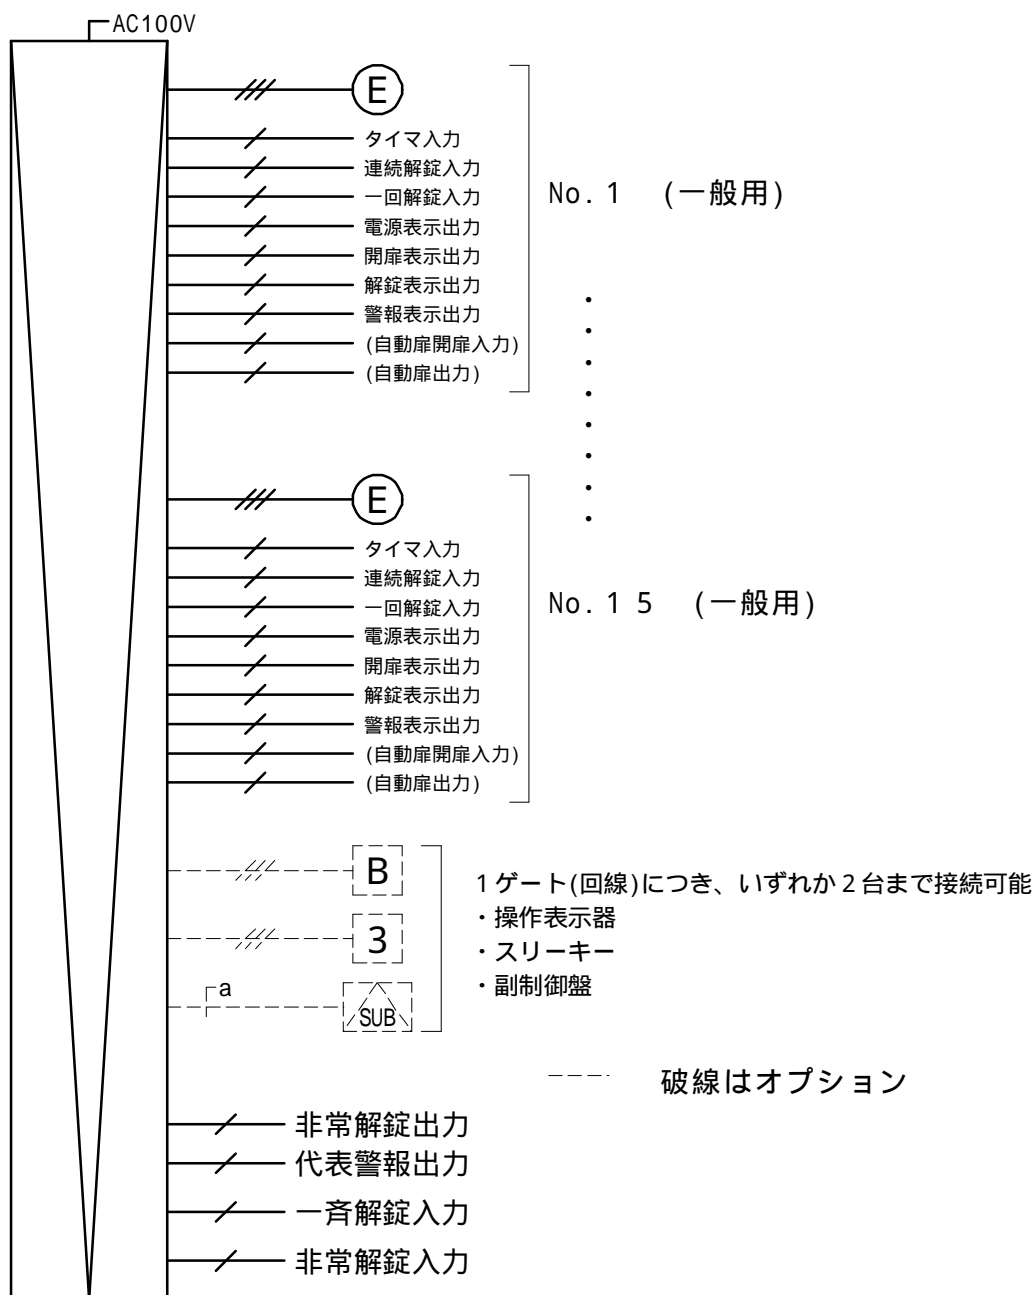 AC100V
E
タイマ入力
連続解錠入力
一回解錠入力
電源表示出力
開扉表示出力
解錠表示出力
警報表示出力
(自動扉開扉入力)
(自動扉出力)
No.1 (一般用)
E
タイマ入力
連続解錠入力
一回解錠入力
電源表示出力
開扉表示出力
解錠表示出力
警報表示出力
(自動扉開扉入力)
(自動扉出力)
No.15 (一般用)
B
3
a
SUB
1ゲート(回線)につき、いずれか2台まで接続可能
・操作表示器
・スリーキー
・副制御盤
破線はオプション
非常解錠出力
代表警報出力
一斉解錠入力
非常解錠入力